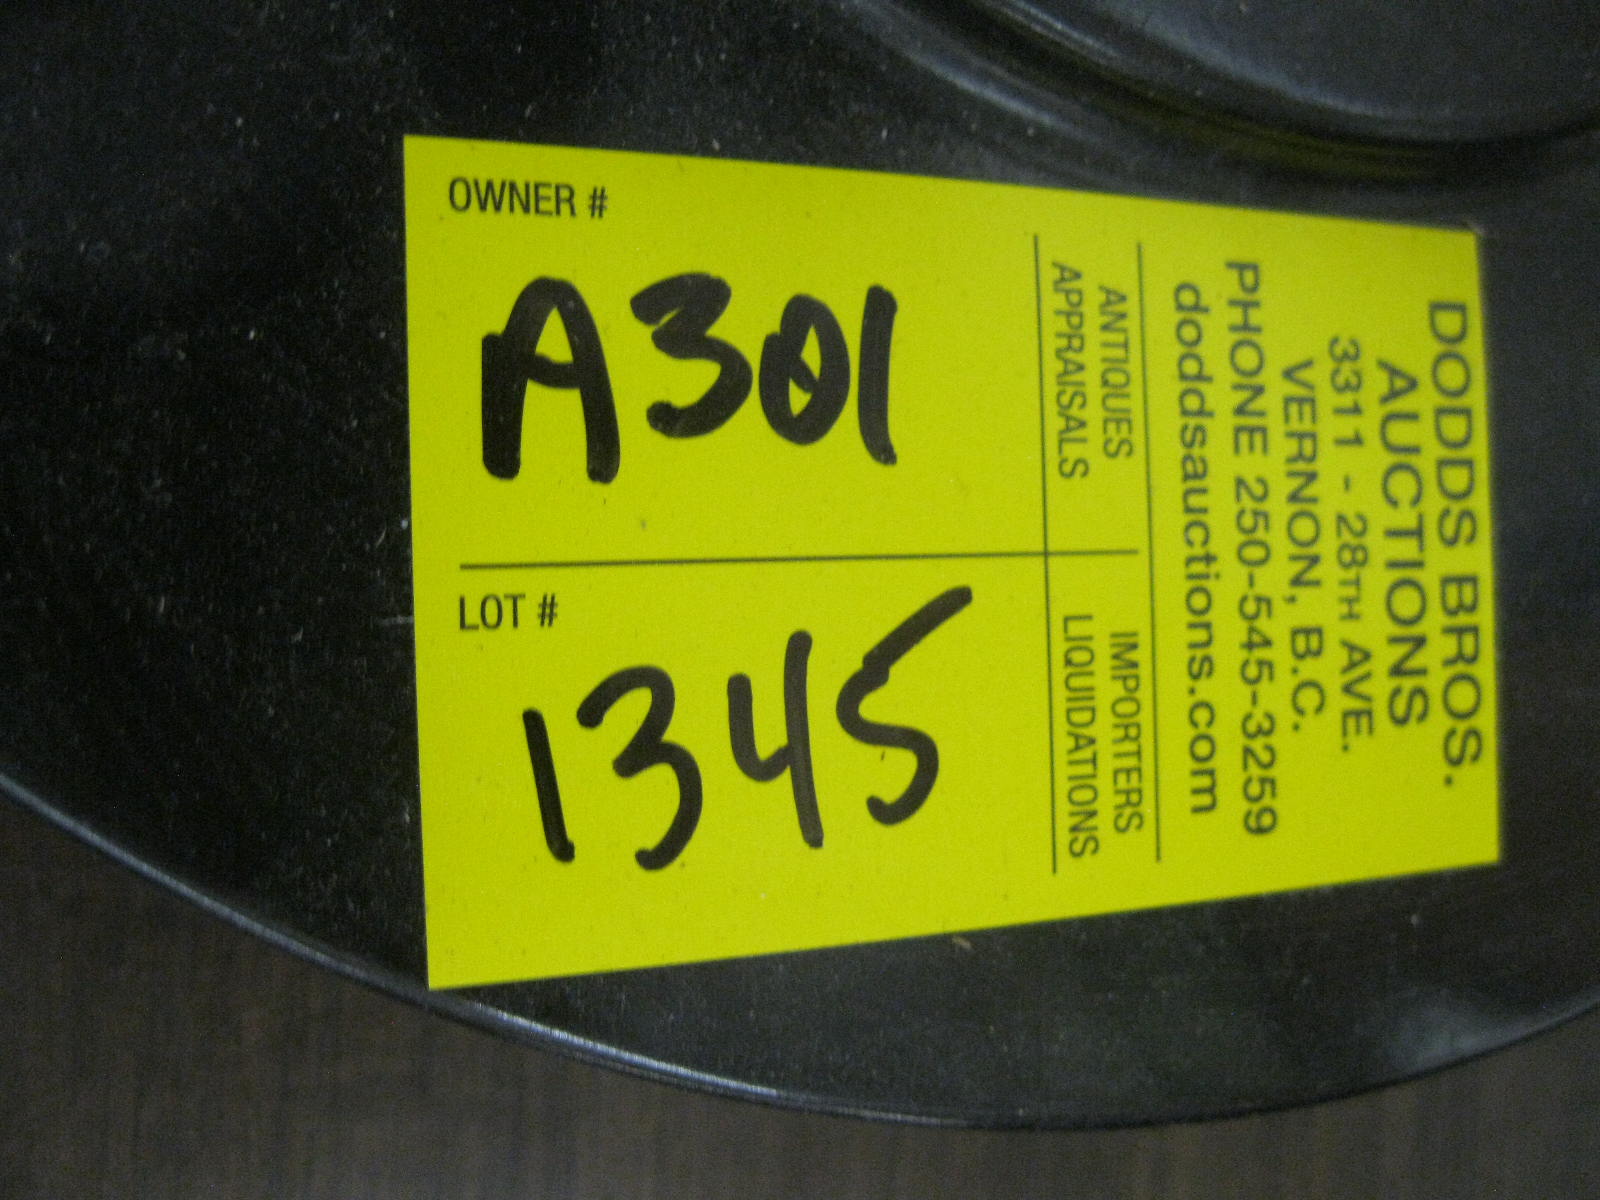 DODDS BROS.
AUCTIONS
3311 - 28TH AVE.
VERNON, B.C.
PHONE 250-545-3259
doddsauctions.com
ANTIQUES
APPRAISALS
IMPORTERS
LIQUIDATIONS
OWNER #
A301
LOT #
1345